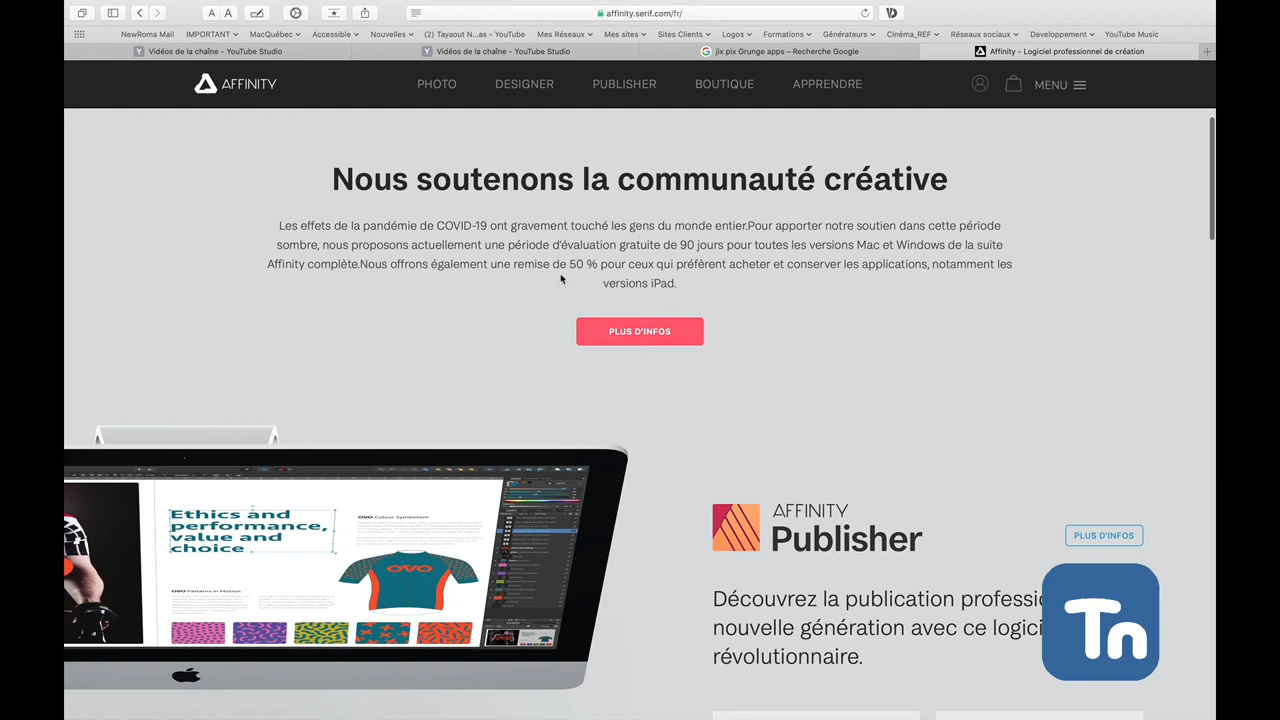 A A
affinity.serif.com/fr/
NewRoma Mail IMPORTANT MacQuébec Accessible Nouvelles (2) Tayaout N...as - YouTube Mes Réseaux Mes sites Sites Clients Logos Formations Générateurs Cinéma_REF Réseaux sociaux Developpement YouTube Music
Vidéos de la chaîne - YouTube Studio
Vidéos de la chaîne - YouTube Studio
jix pix Grunge apps – Recherche Google
Affinity - Logiciel professionnel de création
AFFINITY
PHOTO DESIGNER PUBLISHER BOUTIQUE APPRENDRE
MENU
Nous soutenons la communauté créative
Les effets de la pandémie de COVID-19 ont gravement touché les gens du monde entier.Pour apporter notre soutien dans cette période
sombre, nous proposons actuellement une période d'évaluation gratuite de 90 jours pour toutes les versions Mac et Windows de la suite
Affinity complète.Nous offrons également une remise de 50 % pour ceux qui préfèrent acheter et conserver les applications, notamment les
versions iPad.
PLUS D'INFOS
Ethics and
performance,
value and
choice
OVO Colour Symbolism
OVO
OVO Patterns in Motion
AFFINITY
Publisher
PLUS D'INFOS
Découvrez la publication professi
nouvelle génération avec ce logici
révolutionnaire.
Tn